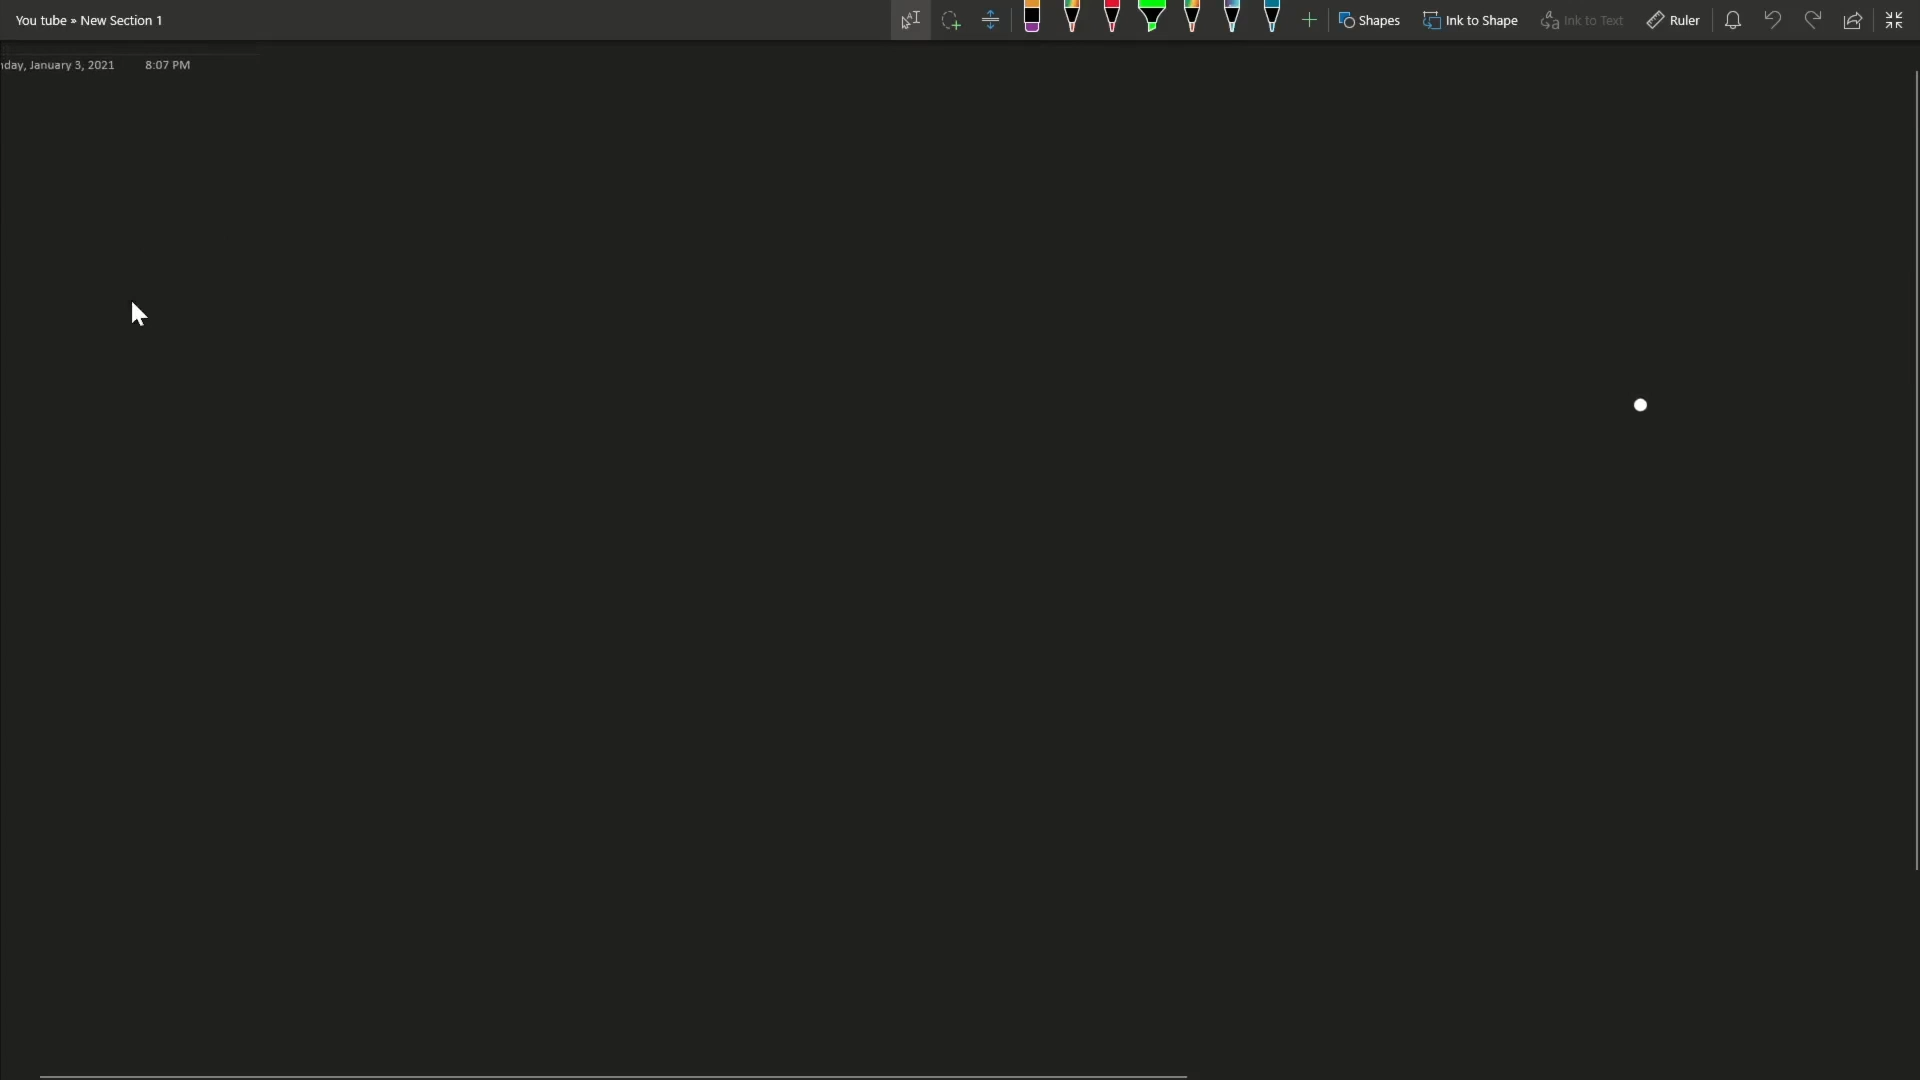 You tube » New Section 1
Shapes
Ink to Shape
Ink to Text
Ruler
nday, January 3, 2021 8:07 PM